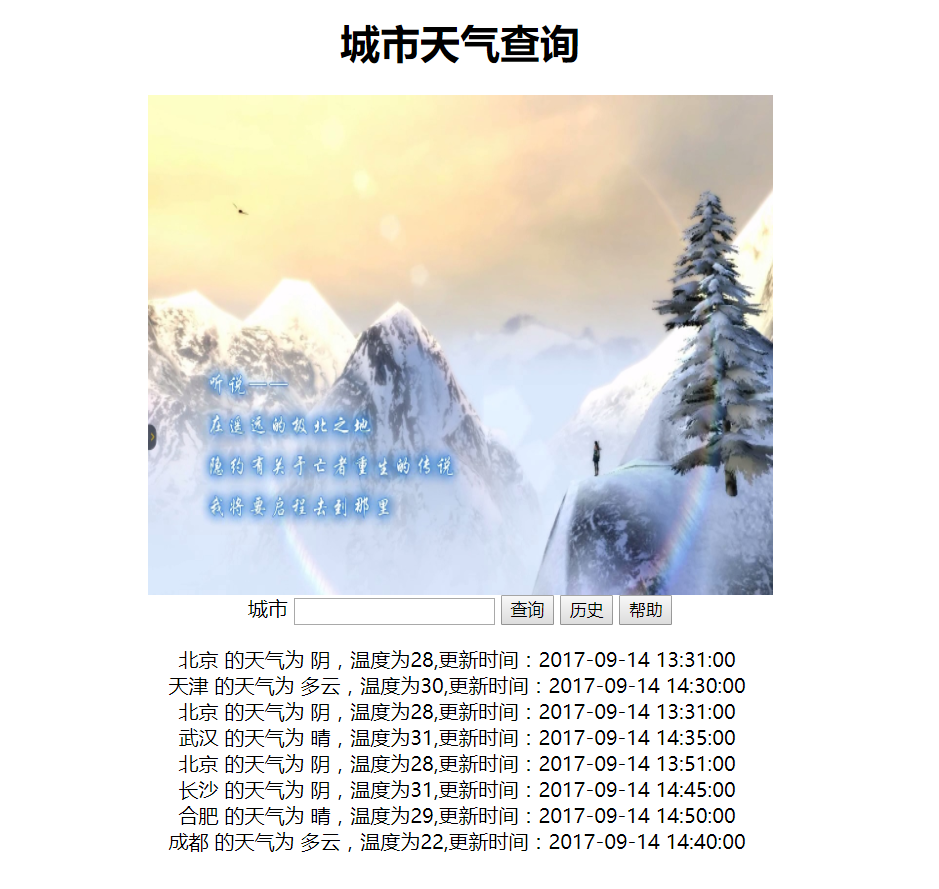 城市天气查询
听说——
在遥远的极北之地
隐约有关于亡者重生的传说
我将要启程去到那里
城市 查询 历史 帮助
北京 的天气为 阴，温度为28,更新时间：2017-09-14 13:31:00
天津 的天气为 多云，温度为30,更新时间：2017-09-14 14:30:00
北京 的天气为 阴，温度为28,更新时间：2017-09-14 13:31:00
武汉 的天气为 晴，温度为31,更新时间：2017-09-14 14:35:00
北京 的天气为 阴，温度为28,更新时间：2017-09-14 13:51:00
长沙 的天气为 阴，温度为31,更新时间：2017-09-14 14:45:00
合肥 的天气为 晴，温度为29,更新时间：2017-09-14 14:50:00
成都 的天气为 多云，温度为22,更新时间：2017-09-14 14:40:00